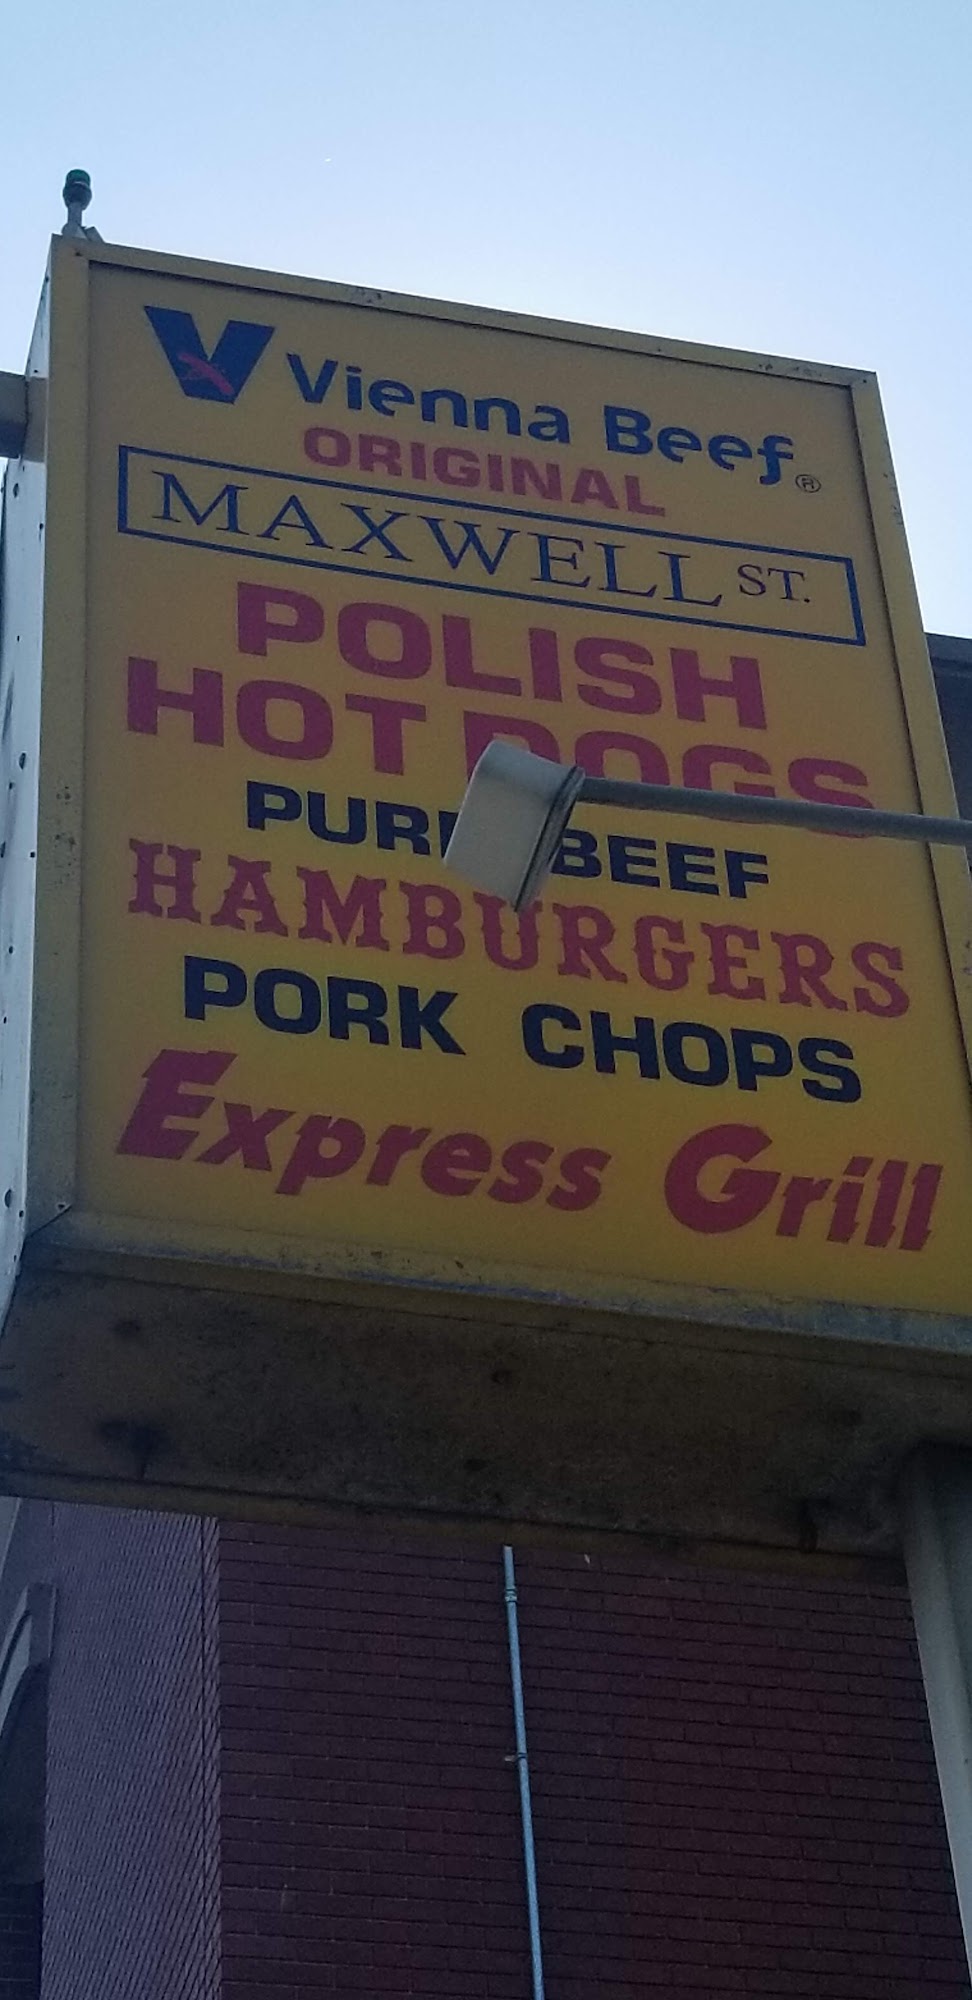 Vienna Beef®
ORIGINAL
MAXWELL ST.
POLISH
HOT DOGS
PURE BEEF
HAMBURGERS
PORK CHOPS
Express Grill